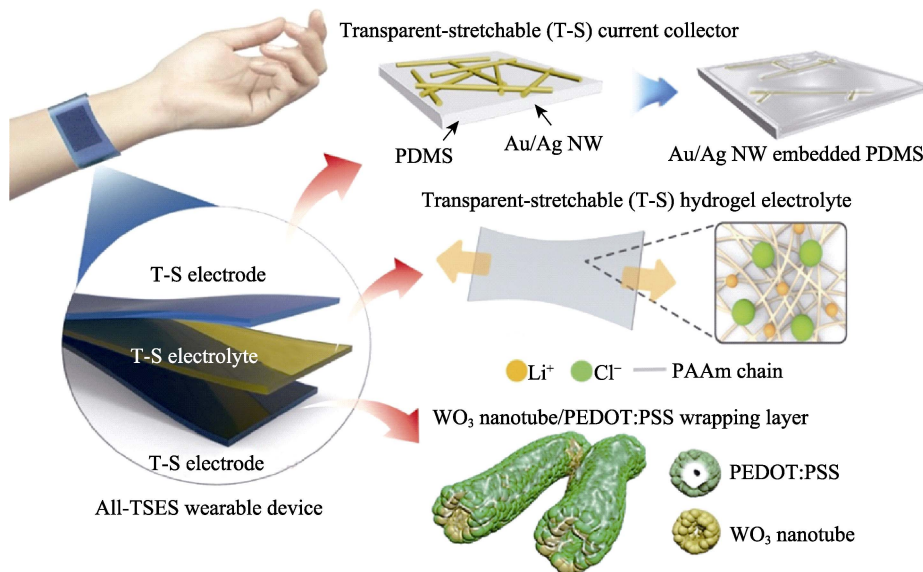 Transparent-stretchable (T-S) current collector
PDMS
Au/Ag NW
Au/Ag NW embedded PDMS
Transparent-stretchable (T-S) hydrogel electrolyte
T-S electrode
T-S electrolyte
T-S electrode
All-TSES wearable device
Li⁺
Cl⁻
PAAm chain
WO₃ nanotube/PEDOT:PSS wrapping layer
PEDOT:PSS
WO₃ nanotube